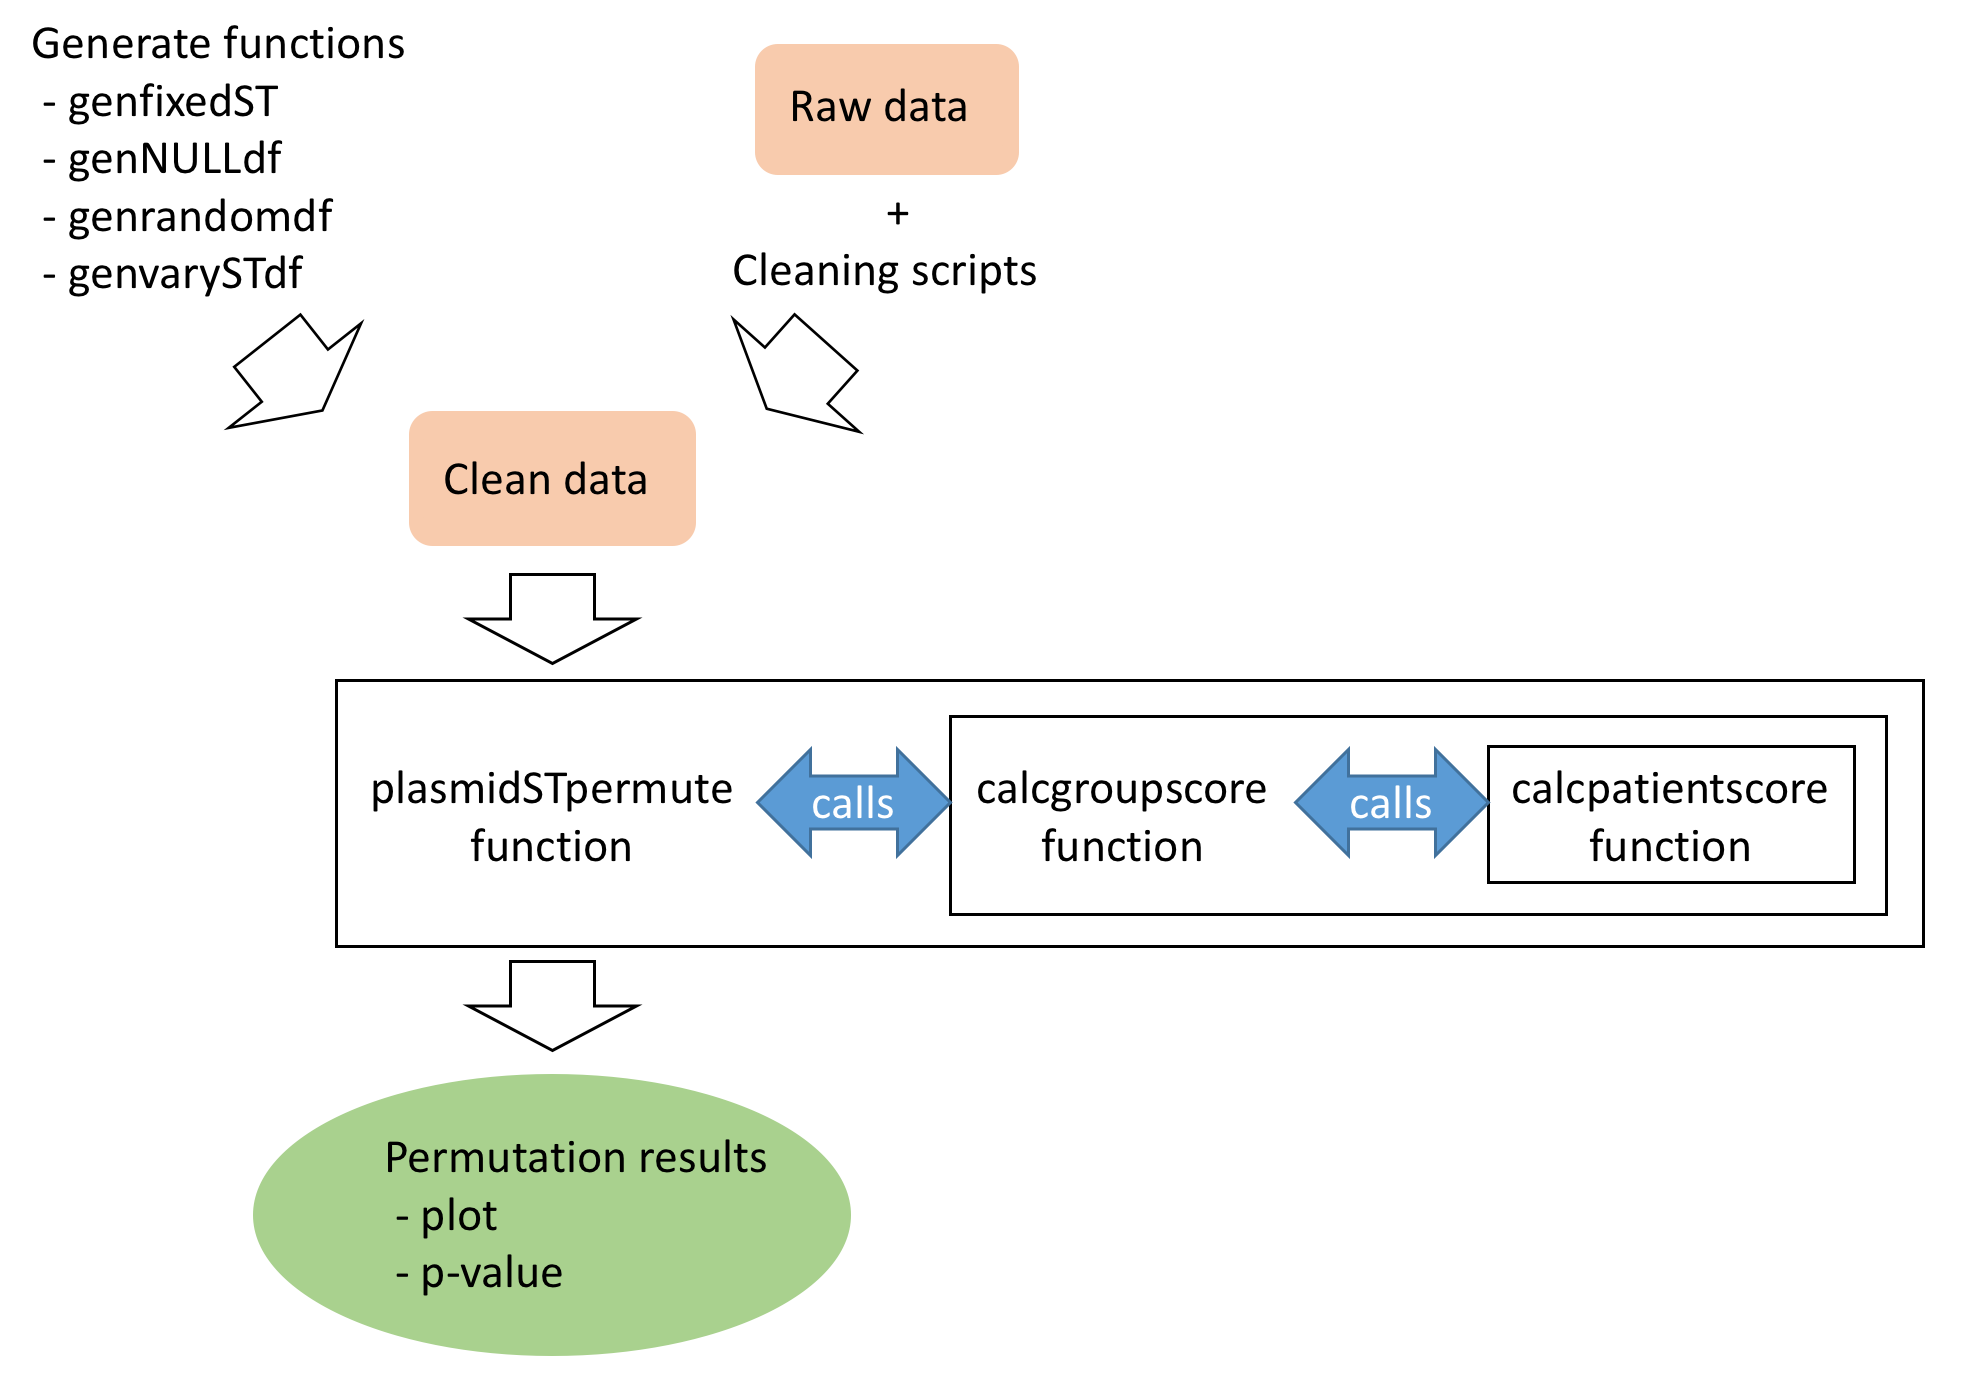 Generate functions
- genfixedST
- genNULLdf
- genrandomdf
- genvarySTdf
Raw data
+
Cleaning scripts
Clean data
plasmidSTpermute
function
calls
calcgroupscore
function
calls
calcpatientscore
function
Permutation results
- plot
- p-value